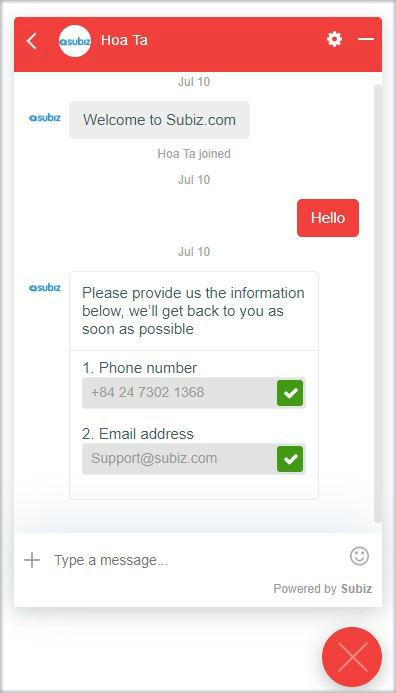 subiz
Hoa Ta
Jul 10
subiz
Welcome to Subiz.com
Hoa Ta joined
Jul 10
Hello
Jul 10
subiz
Please provide us the information
below, we'll get back to you as
soon as possible
1. Phone number
+84 24 7302 1368
2. Email address
Support@subiz.com
Type a message...
Powered by Subiz